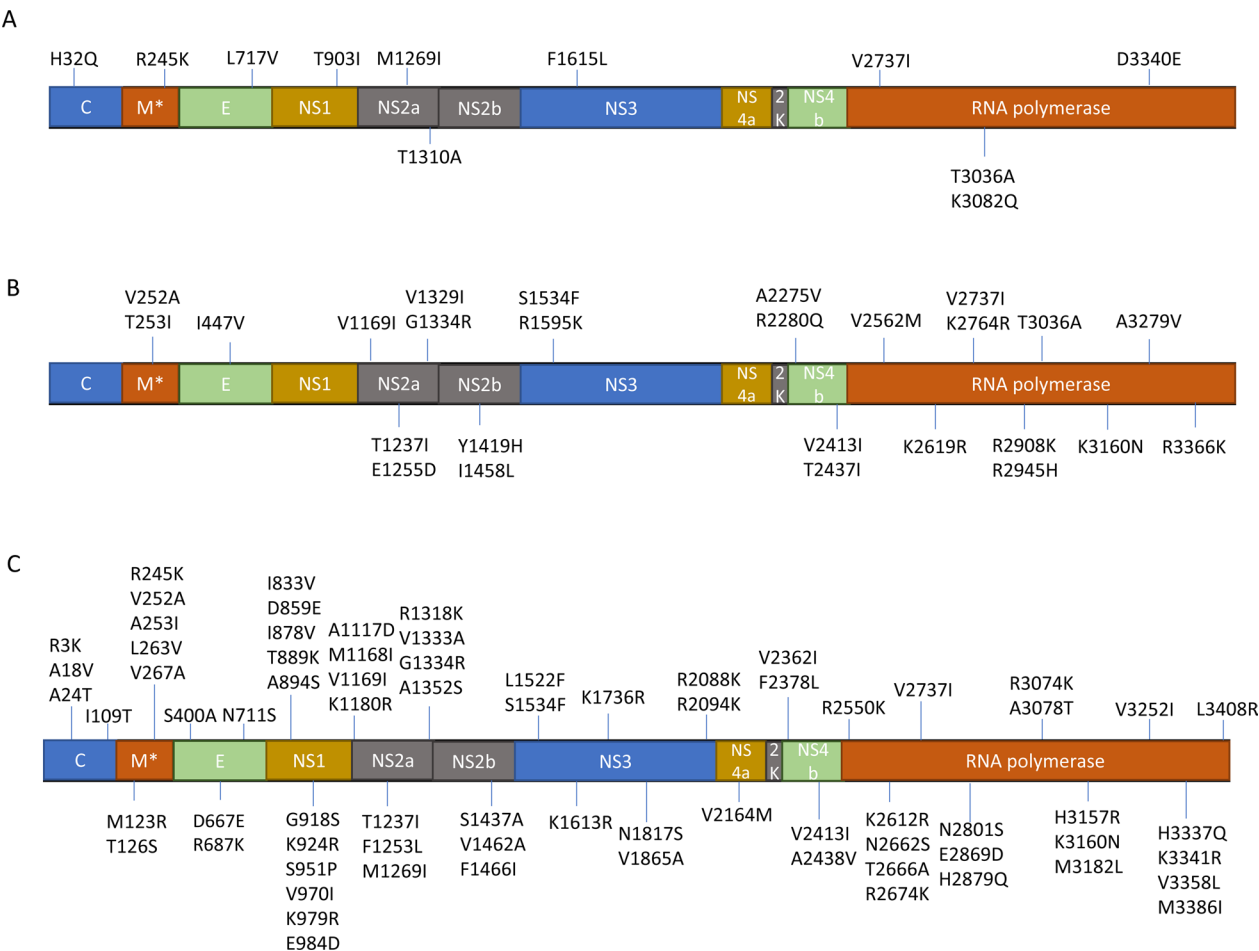 A
H32Q R245K L717V T903I M1269I F1615L V2737I D3340E
C M* E NS1 NS2a NS2b NS3 NS 4a 2 K NS4 b RNA polymerase
T1310A
T3036A
K3082Q
B
V252A
T253I
I447V
V1169I
V1329I
G1334R
S1534F
R1595K
A2275V
R2280Q
V2562M
V2737I
K2764R
T3036A
A3279V
C M* E NS1 NS2a NS2b NS3 NS 4a 2 K NS4 b RNA polymerase
T1237I
E1255D
Y1419H
I1458L
V2413I
T2437I
K2619R
R2908K
R2945H
K3160N
R3366K
C
R3K
A18V
A24T
I109T
R245K
V252A
A253I
L263V
V267A
S400A
N711S
I833V
D859E
I878V
T889K
A894S
A1117D
M1168I
V1169I
K1180R
R1318K
V1333A
G1334R
A1352S
L1522F
S1534F
K1736R
R2088K
R2094K
V2362I
F2378L
R2550K
V2737I
R3074K
A3078T
V3252I
L3408R
C M* E NS1 NS2a NS2b NS3 NS 4a 2 K NS4 b RNA polymerase
M123R
T126S
D667E
R687K
G918S
K924R
S951P
V970I
K979R
E984D
T1237I
F1253L
M1269I
S1437A
V1462A
F1466I
K1613R
N1817S
V1865A
V2164M
V2413I
A2438V
K2612R
N2662S
T2666A
R2674K
N2801S
E2869D
H2879Q
H3157R
K3160N
M3182L
H3337Q
K3341R
V3358L
M3386I